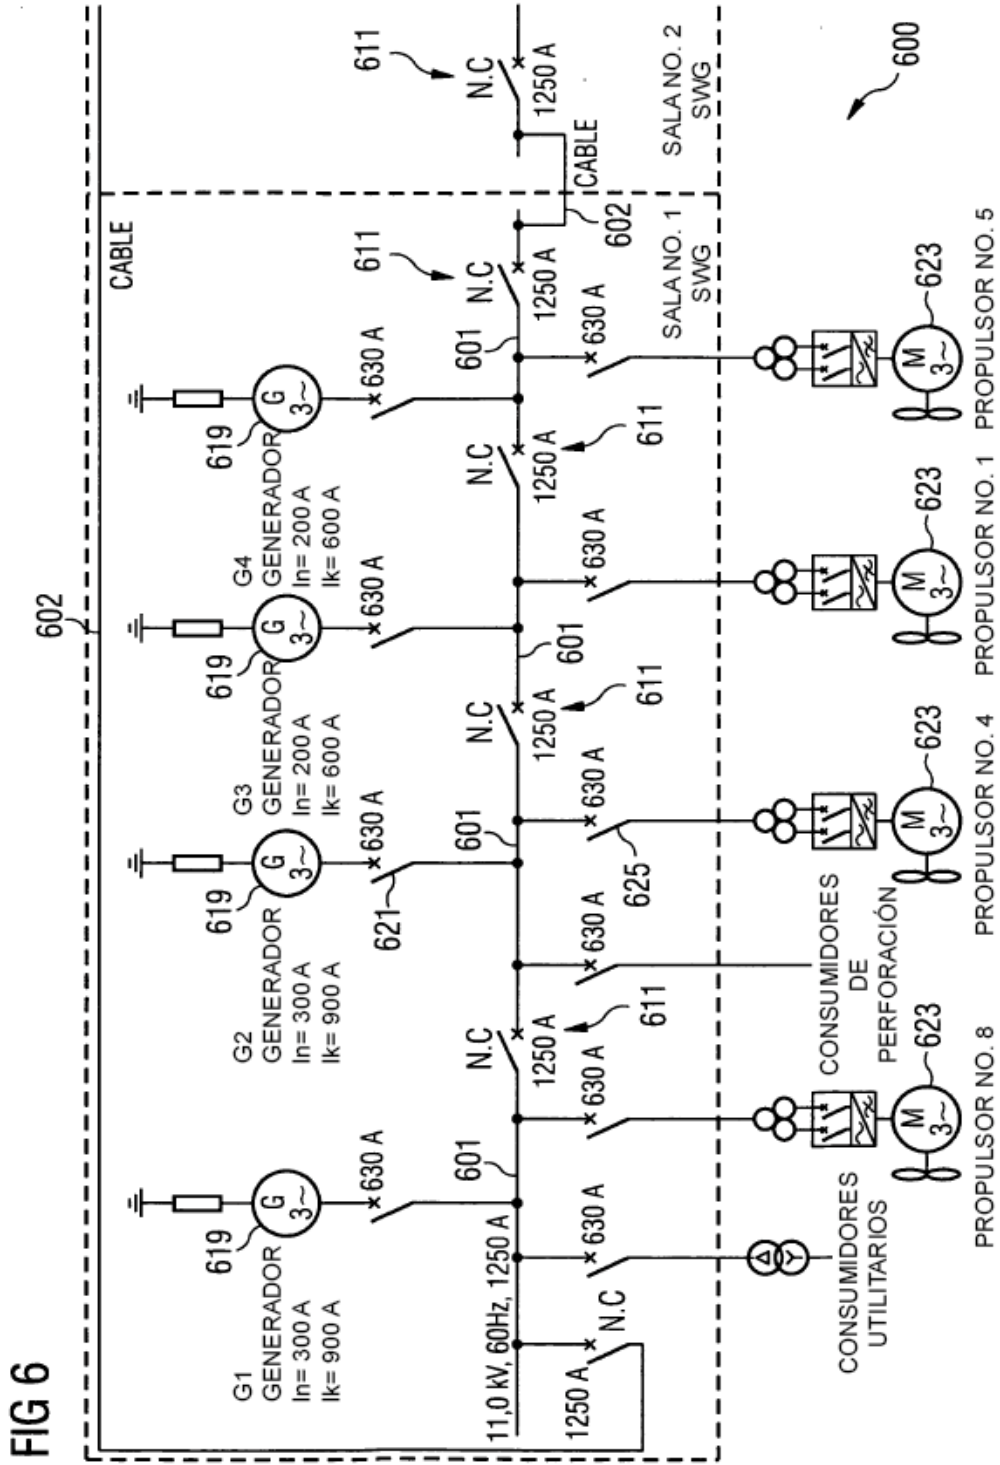 FIG 6
600
602
CABLE
G1
GENERADOR
In= 300 A
Ik= 900 A
619
G2
GENERADOR
In= 300 A
Ik= 900 A
619
G3
GENERADOR
In= 200 A
Ik= 600 A
619
G4
GENERADOR
In= 200 A
Ik= 600 A
619
G
3~
G
3~
G
3~
G
3~
630 A
630 A
621
630 A
630 A
11,0 kV, 60Hz, 1250 A
601
N.C
1250 A
611
601
N.C
1250 A
611
601
N.C
1250 A
611
601
N.C
1250 A
611
602
CABLE
N.C
1250 A
611
1250 A
N.C
630 A
630 A
630 A
630 A
625
630 A
630 A
SALA NO. 1
SWG
SALA NO. 2
SWG
CONSUMIDORES
UTILITARIOS
CONSUMIDORES
DE
PERFORACIÓN
M
3~
623
PROPULSOR NO. 8
M
3~
623
PROPULSOR NO. 4
M
3~
623
PROPULSOR NO. 1
M
3~
623
PROPULSOR NO. 5